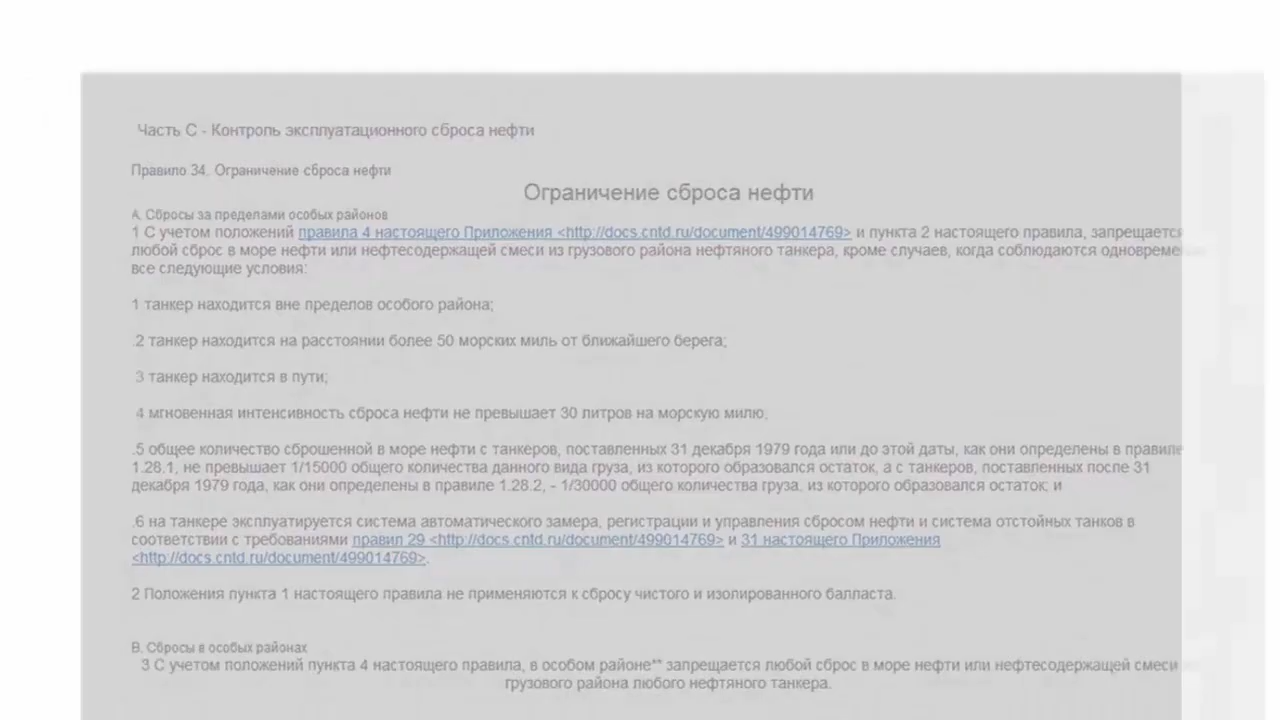 Часть С - Контроль эксплуатационного сброса нефти
Правило 34. Ограничение сброса нефти
Ограничение сброса нефти
А. Сбросы за пределами особых районов
1 С учетом положений правила 4 настоящего Приложения <http://docs.cntd.ru/document/499014769> и пункта 2 настоящего правила, запрещается
любой сброс в море нефти или нефтесодержащей смеси из грузового района нефтяного танкера, кроме случаев, когда соблюдаются
все следующие условия:
1 танкер находится вне пределов особого района;
.2 танкер находится на расстоянии более 50 морских миль от ближайшего берега;
3 танкер находится в пути;
4 мгновенная интенсивность сброса нефти не превышает 30 литров на морскую милю.
.5 общее количество сброшенной в море нефти с танкеров, поставленных 31 декабря 1979 года или до этой даты, как они определены в правиле
1.28.1, не превышает 1/15000 общего количества данного вида груза, из которого образовался остаток, а с танкеров, поставленных после 31
декабря 1979 года, как они определены в правиле 1.28.2, - 1/30000 общего количества груза, из которого образовался остаток; и
.6 на танкере эксплуатируется система автоматического замера, регистрации и управления сбросом нефти и система отстойных танков в
соответствии с требованиями правил 29 <http://docs.cntd.ru/document/499014769> и 31 настоящего Приложения
<http://docs.cntd.ru/document/499014769>.
2 Положения пункта 1 настоящего правила не применяются к сбросу чистого и изолированного балласта.
В. Сбросы в особых районах
3 С учетом положений пункта 4 настоящего правила, в особом районе** запрещается любой сброс в море нефти или нефтесодержащей смеси
грузового района любого нефтяного танкера.